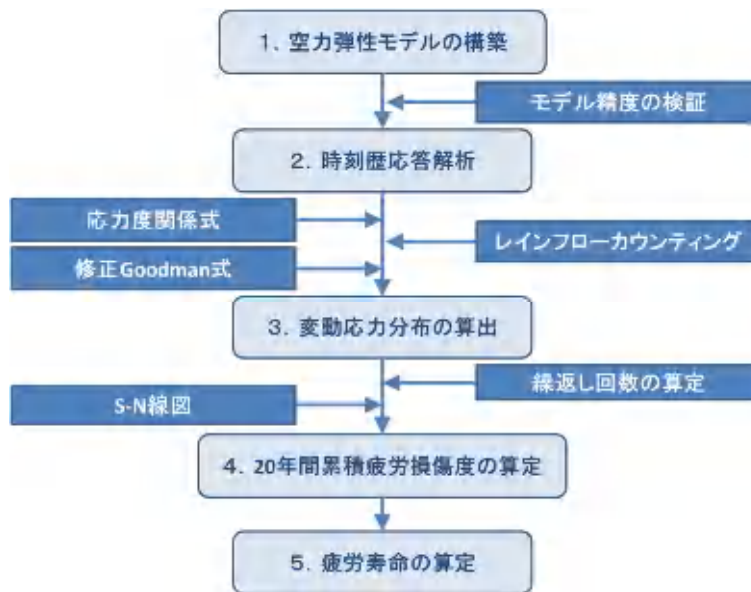 1. 空力弾性モデルの構築
モデル精度の検証
2. 時刻歴応答解析
応力度関係式
レインフローカウンティング
修正Goodman式
3. 変動応力分布の算出
繰返し回数の算定
S-N線図
4. 20年間累積疲労損傷度の算定
5. 疲労寿命の算定